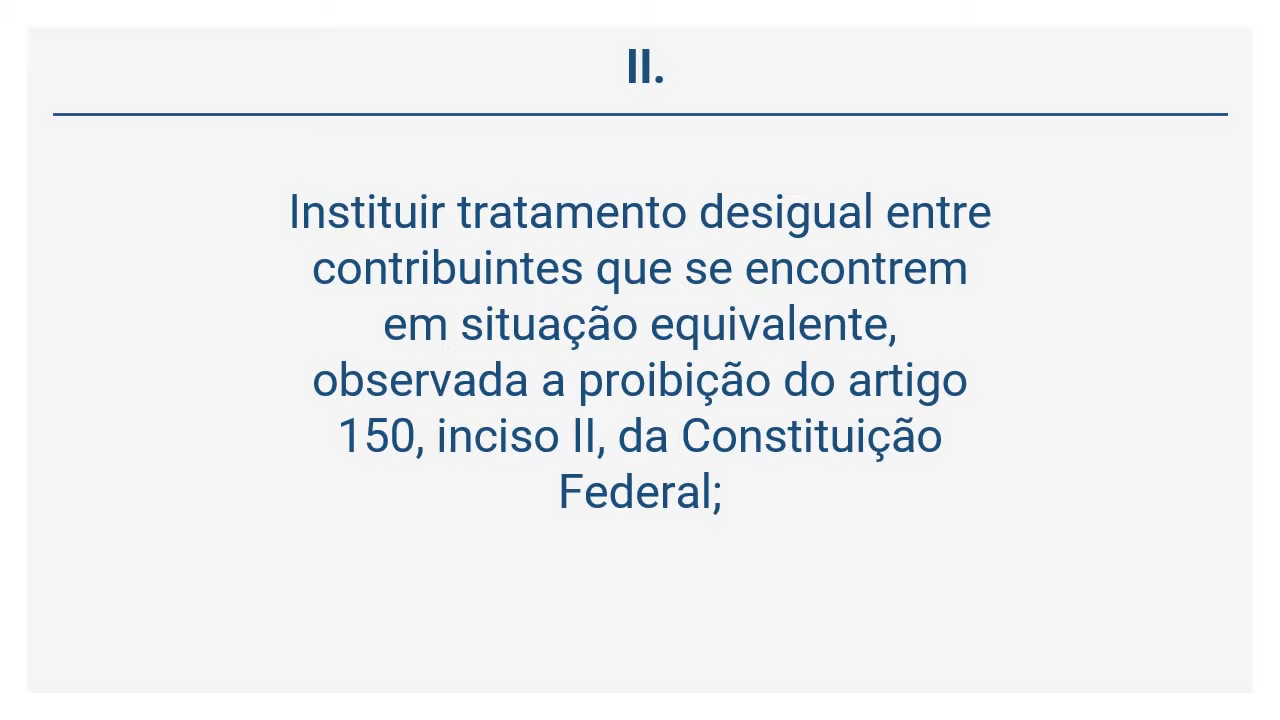 II.
Instituir tratamento desigual entre
contribuintes que se encontrem
em situação equivalente,
observada a proibição do artigo
150, inciso II, da Constituição
Federal;